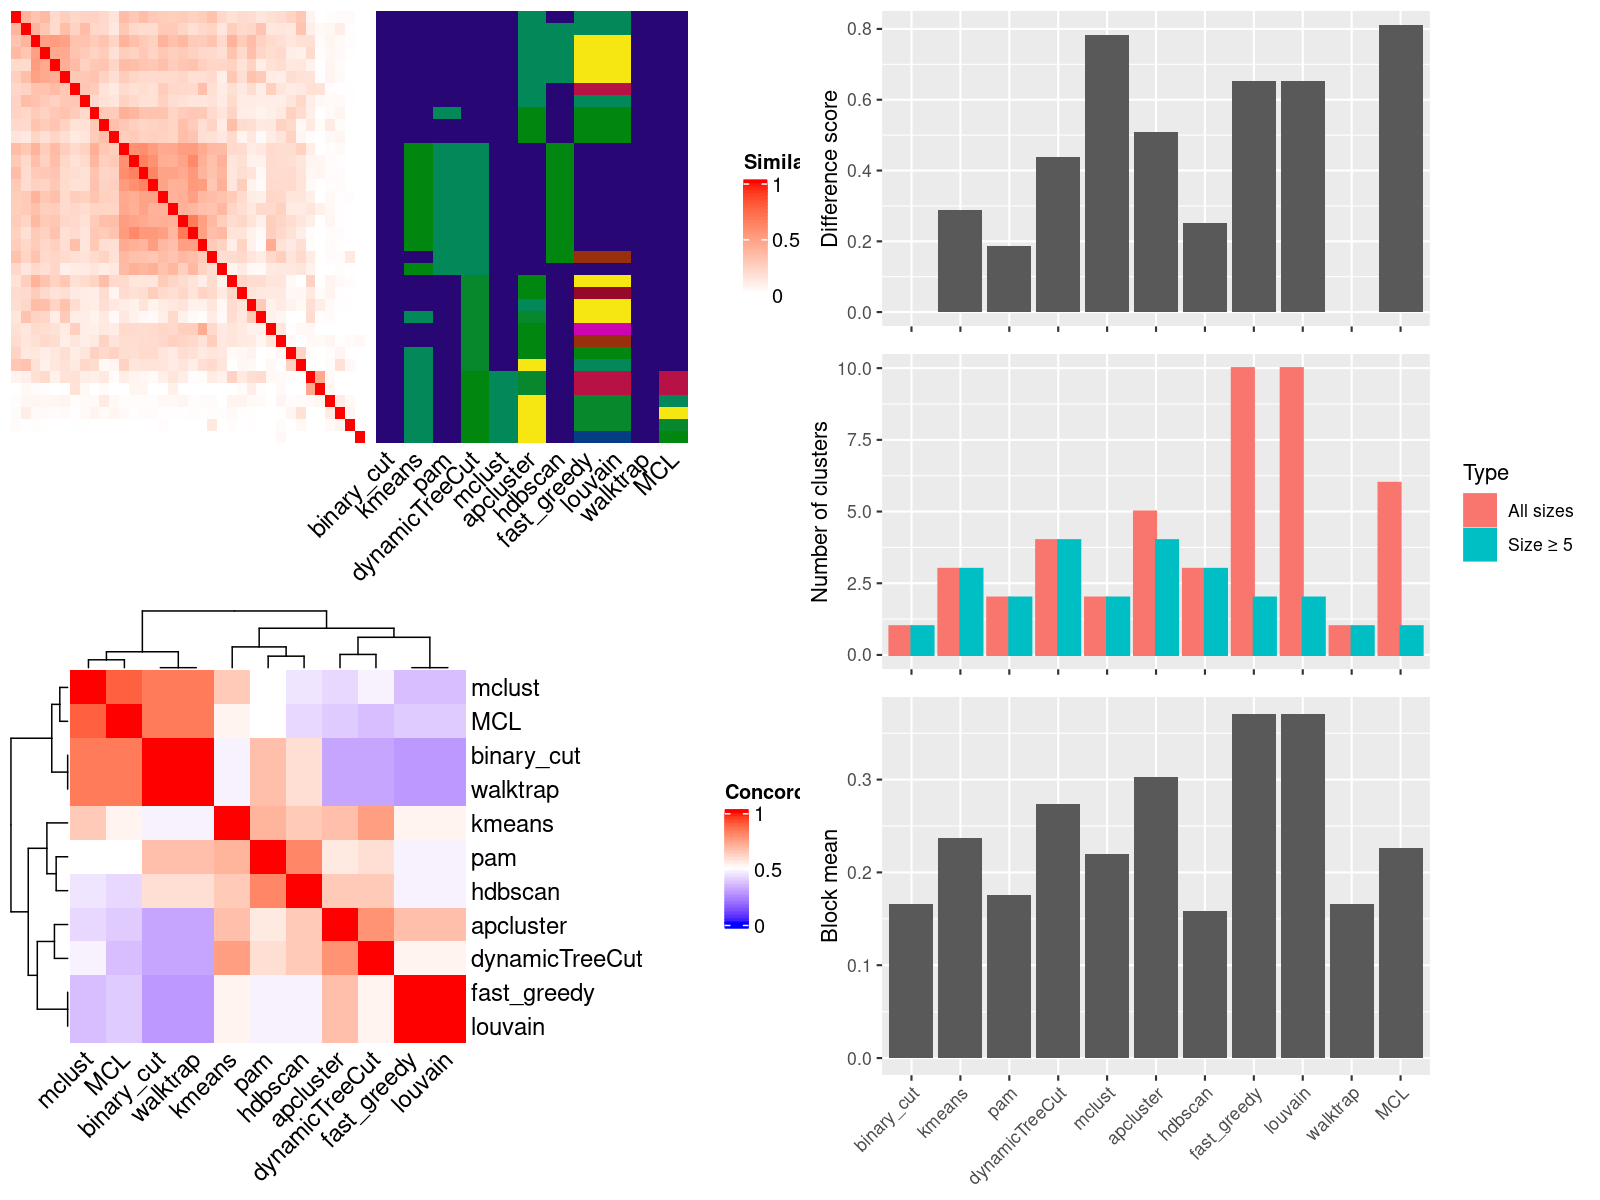 Simila
1
0.5
0
binary_cut
kmeans
pam
dynamicTreeCut
mclust
apcluster
hdbscan
fast_greedy
louvain
walktrap
MCL
mclust
MCL
binary_cut
walktrap
kmeans
pam
hdbscan
apcluster
dynamicTreeCut
fast_greedy
louvain
mclust
MCL
binary_cut
walktrap
kmeans
pam
hdbscan
apcluster
dynamicTreeCut
fast_greedy
louvain
Concord
1
0.5
0
Difference score
0.8
0.6
0.4
0.2
0.0
Number of clusters
10.0
7.5
5.0
2.5
0.0
Type
All sizes
Size ≥ 5
Block mean
0.3
0.2
0.1
0.0
binary_cut
kmeans
pam
dynamicTreeCut
mclust
apcluster
hdbscan
fast_greedy
louvain
walktrap
MCL